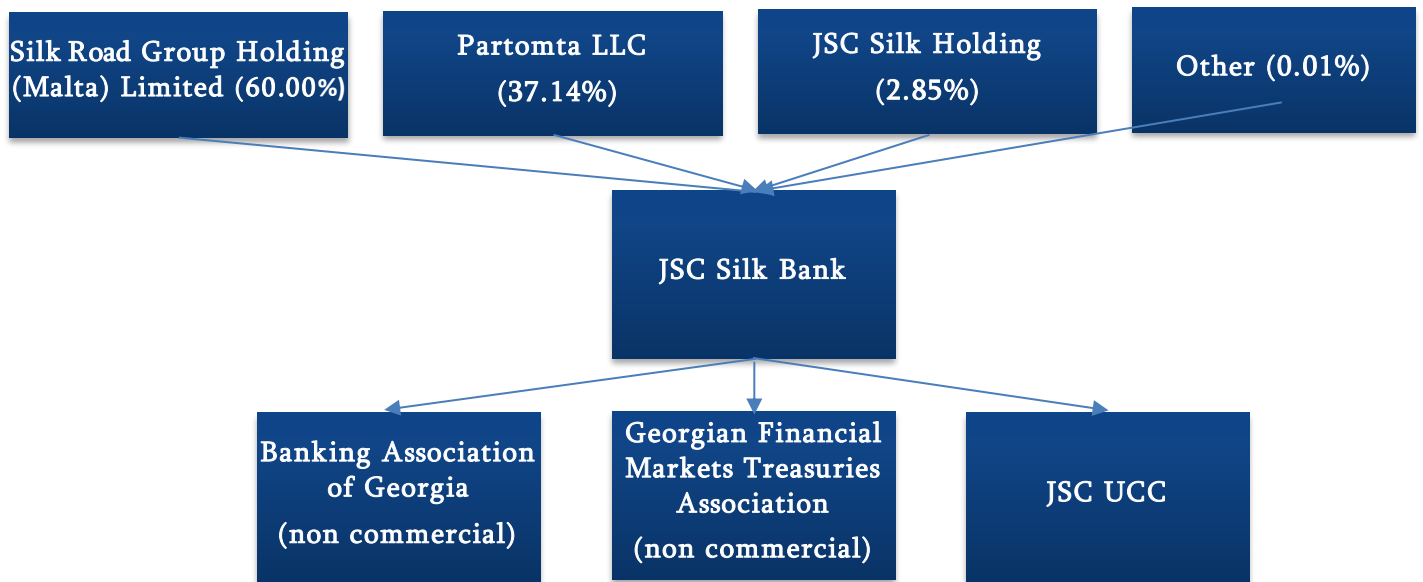 Silk Road Group Holding
(Malta) Limited (60.00%)
Partomta LLC
(37.14%)
JSC Silk Holding
(2.85%)
Other (0.01%)
JSC Silk Bank
Banking Association
of Georgia
(non commercial)
Georgian Financial
Markets Treasuries
Association
(non commercial)
JSC UCC